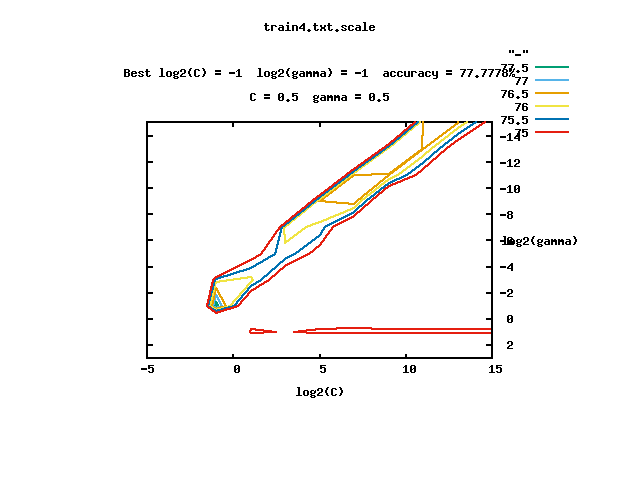 train4.txt.scale
"-"
Best log2(C) = -1  log2(gamma) = -1  accuracy = 77.7778%
C = 0.5  gamma = 0.5
77.5
77
76.5
76
75.5
75
-14
-12
-10
-8
-6
log2(gamma)
-4
-2
0
2
-5 0 5 10 15
log2(C)